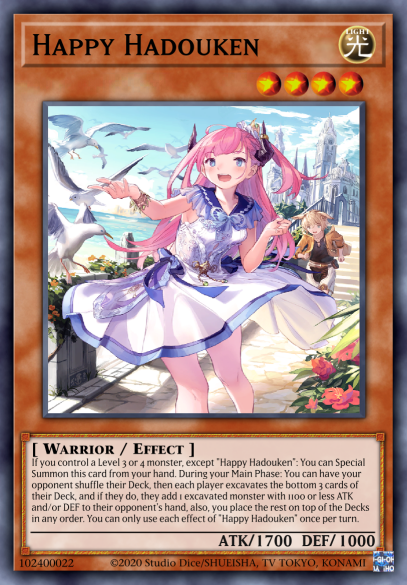 Happy Hadouken
LIGHT
光
[ Warrior / Effect ]
If you control a Level 3 or 4 monster, except "Happy Hadouken": You can Special
Summon this card from your hand. During your Main Phase: You can have your
opponent shuffle their Deck, then each player excavates the bottom 3 cards
of their Deck, and if they do, they add 1 excavated monster with 1100 or less ATK
and/or DEF to their opponent's hand, also, you place the rest on top of the Decks
in any order. You can only use each effect of "Happy Hadouken" once per turn.
ATK/1700 DEF/1000
102400022
©2020 Studio Dice/SHUEISHA, TV TOKYO, KONAMI